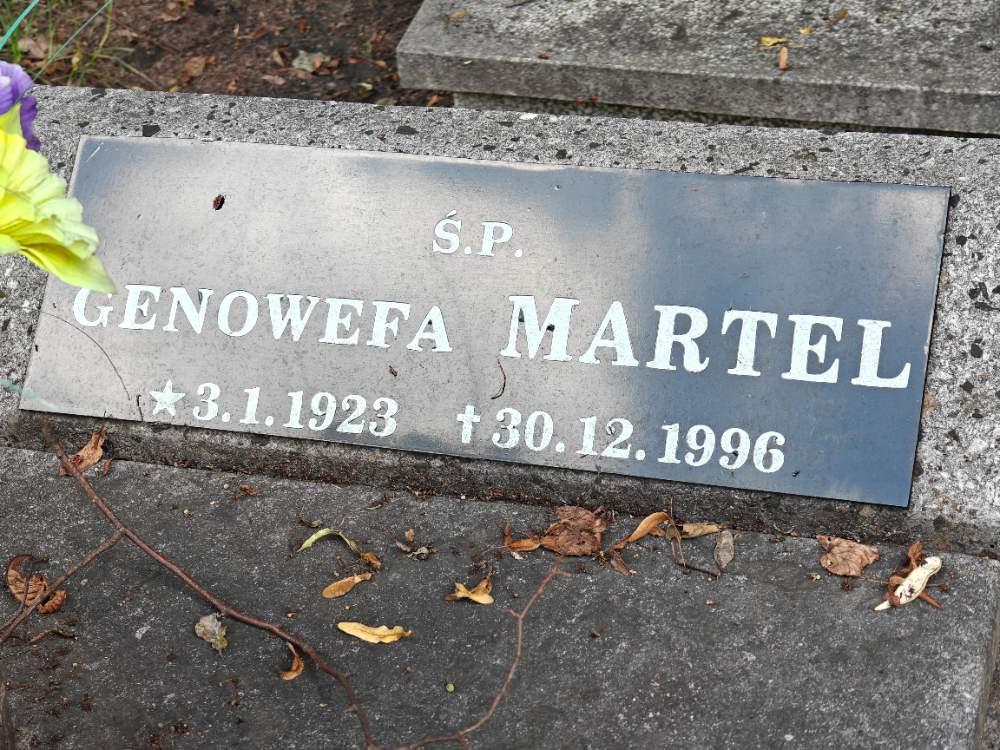 Ś.P.
GENOWEFA MARTEL
★3.1.1923 ✝30.12.1996